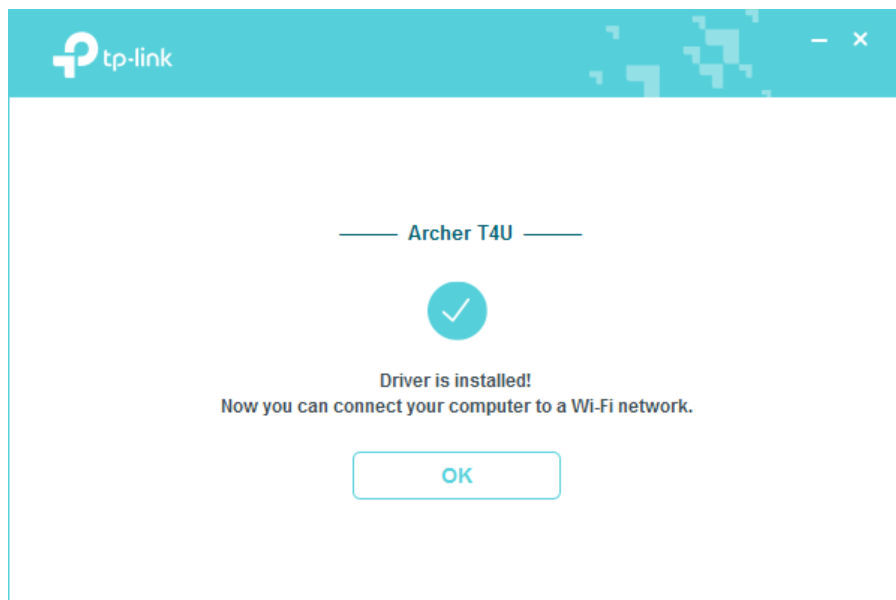 tp-link
Archer T4U
Driver is installed!
Now you can connect your computer to a Wi-Fi network.
OK